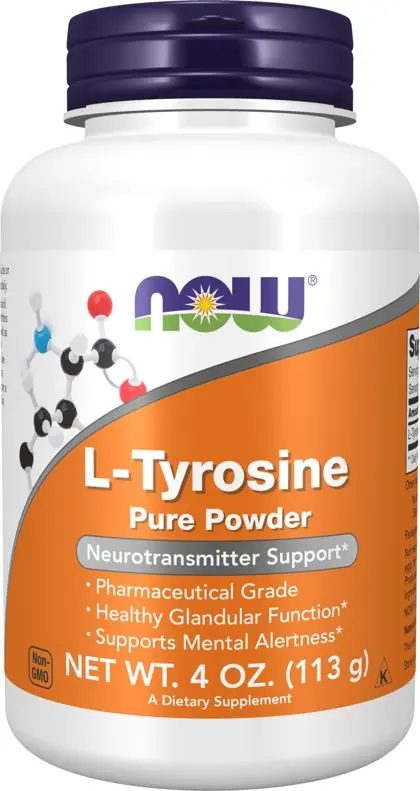 now®
L-Tyrosine
Pure Powder
Neurotransmitter Support*
• Pharmaceutical Grade
• Healthy Glandular Function*
• Supports Mental Alertness*
Non-
GMO
NET WT. 4 OZ. (113 g)
K
A Dietary Supplement